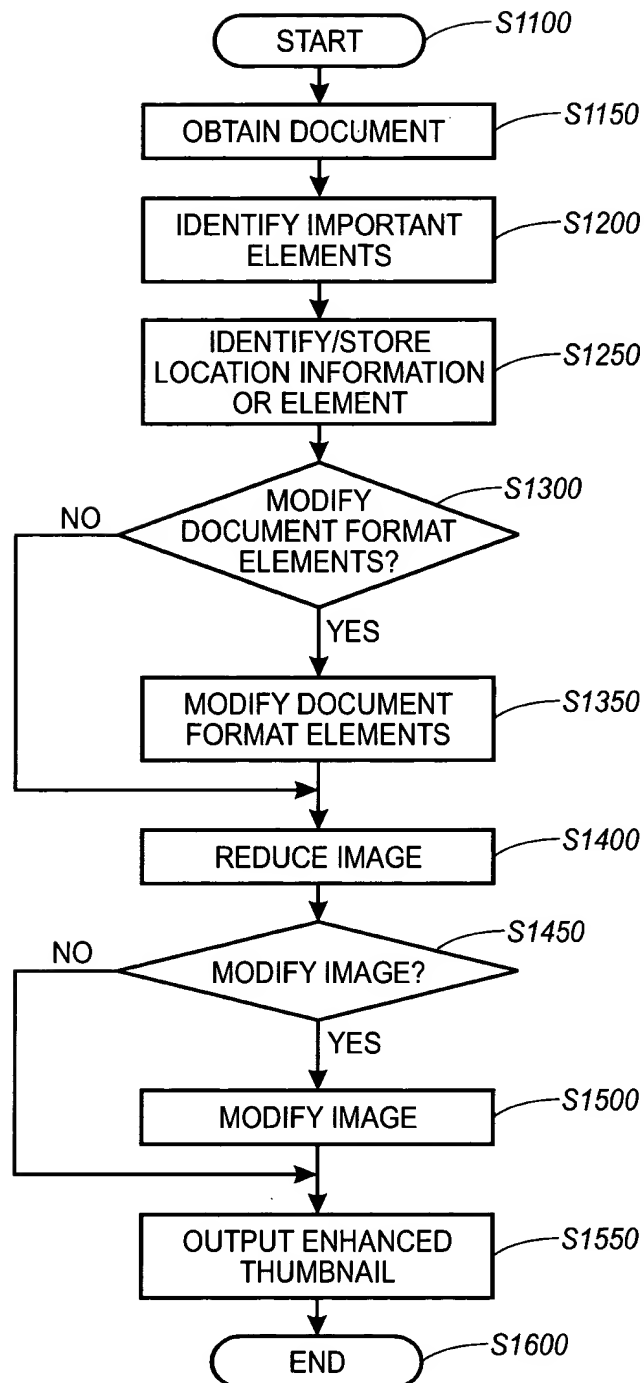 START
S1100
OBTAIN DOCUMENT
S1150
IDENTIFY IMPORTANT
ELEMENTS
S1200
IDENTIFY/STORE
LOCATION INFORMATION
OR ELEMENT
S1250
MODIFY
DOCUMENT FORMAT
ELEMENTS?
S1300
NO
YES
MODIFY DOCUMENT
FORMAT ELEMENTS
S1350
REDUCE IMAGE
S1400
MODIFY IMAGE?
S1450
NO
YES
MODIFY IMAGE
S1500
OUTPUT ENHANCED
THUMBNAIL
S1550
END
S1600